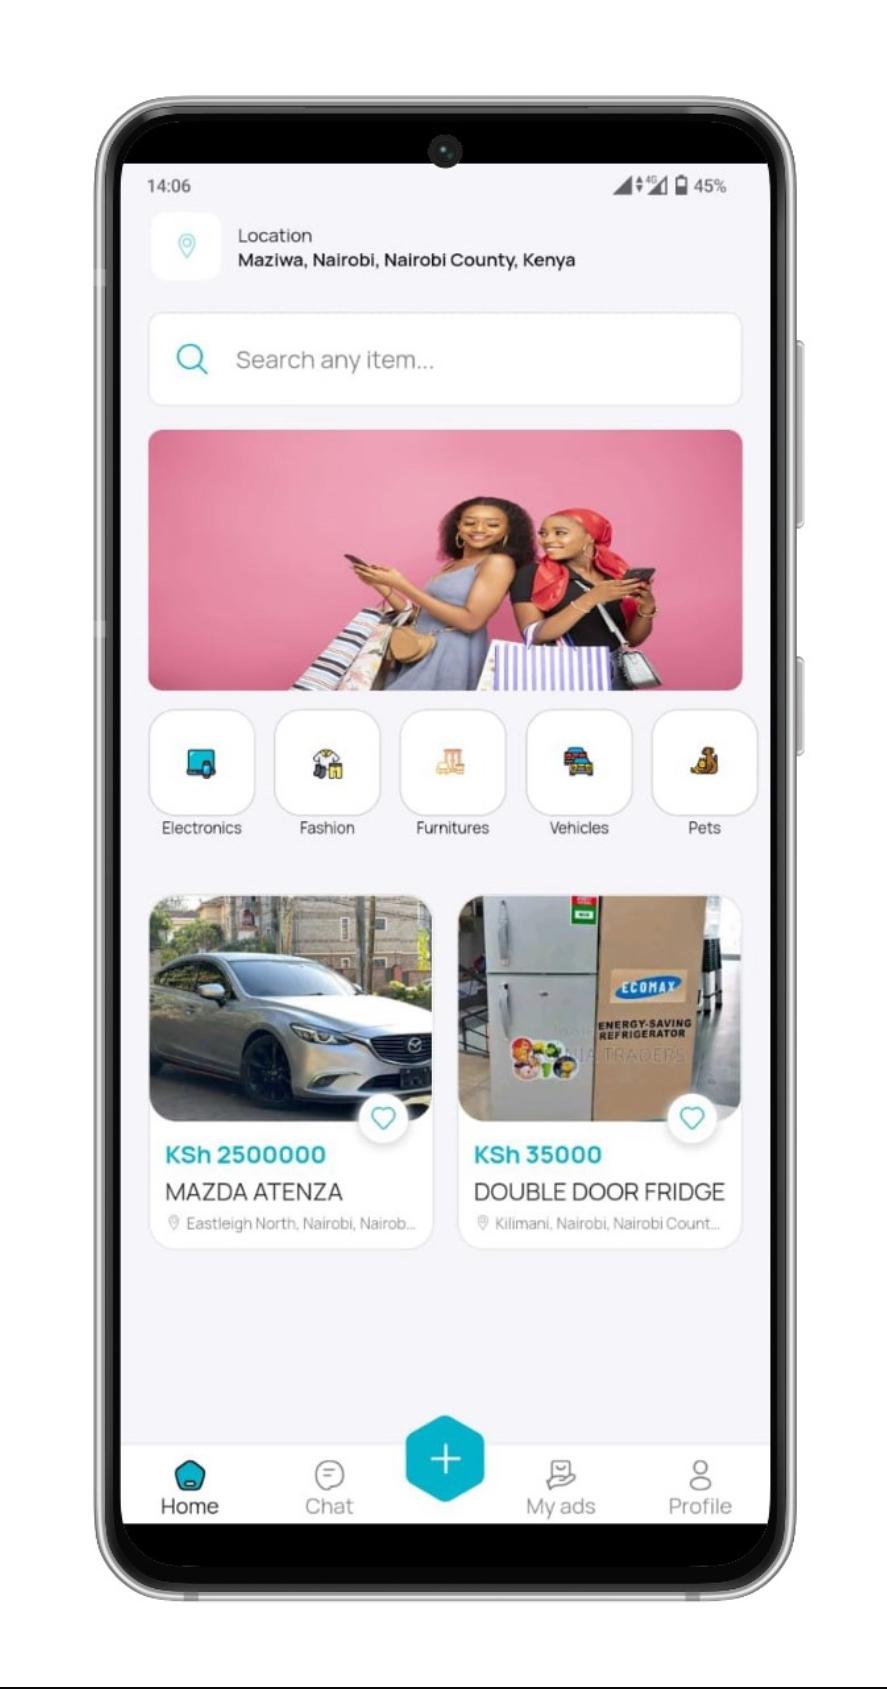 14:06
4G 45%
Location
Maziwa, Nairobi, Nairobi County, Kenya
Search any item...
Electronics Fashion Furnitures Vehicles Pets
ECOMAX
ENERGY-SAVING
REFRIGERATOR
TRADERS
KSh 2500000 KSh 35000
MAZDA ATENZA DOUBLE DOOR FRIDGE
Eastleigh North, Nairobi, Nairob... Kilimani, Nairobi, Nairobi Count...
Home Chat My ads Profile